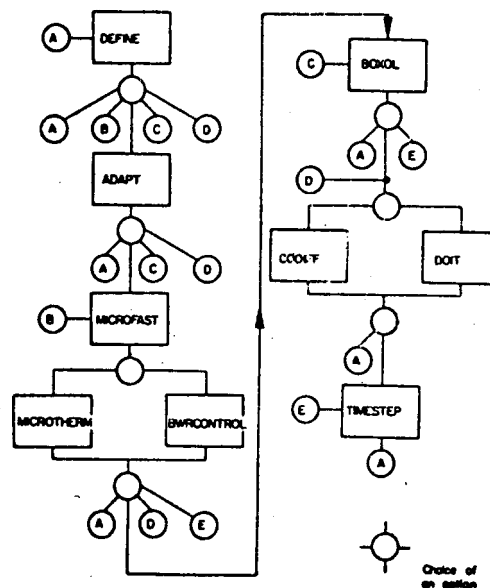 A
DEFINE
A
B
C
D
ADAPT
A
C
D
B
MICROFAST
MICROTHERM
BWRCONTROL
A
D
E
C
BOXOL
A
E
D
DOIT
A
E
TIMESTEP
A
Choice of
an option